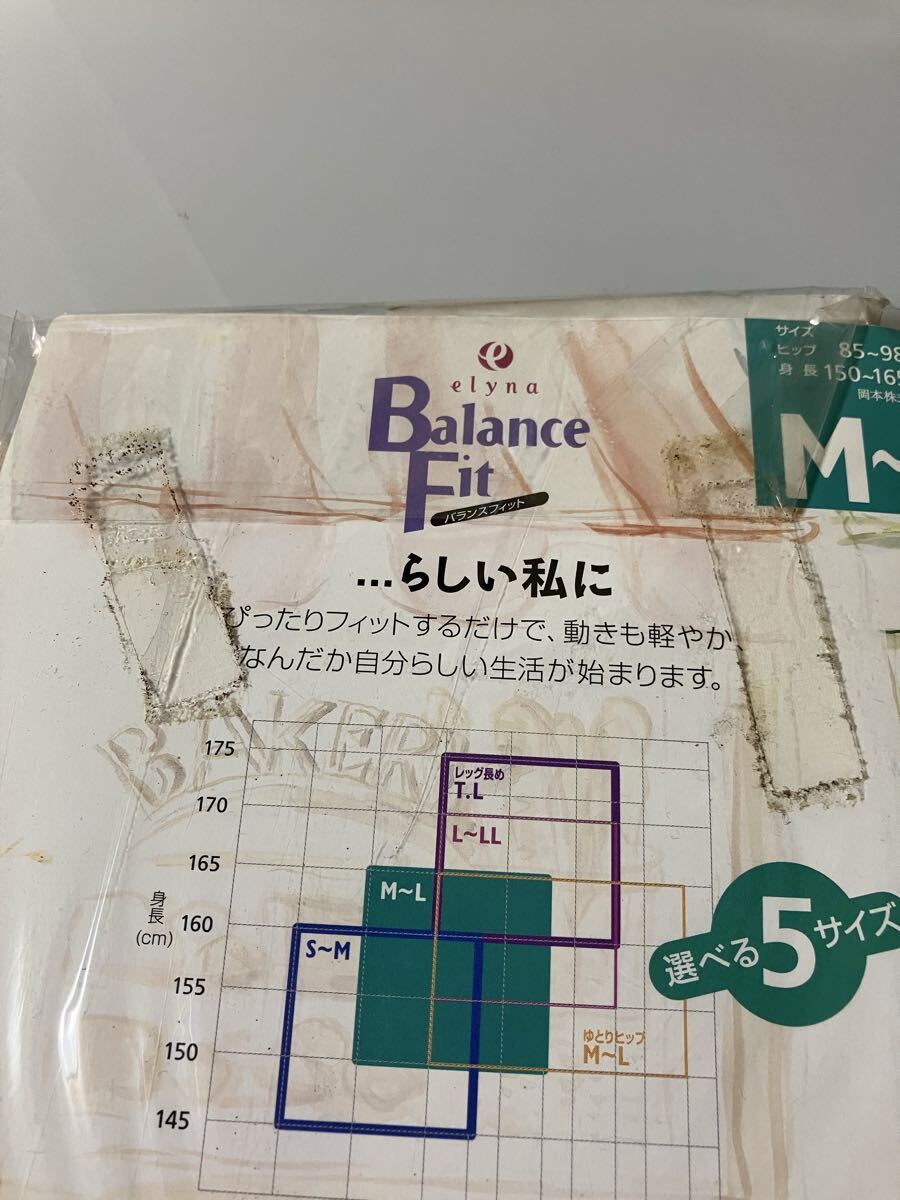 サイズ
ヒップ 85~98
身長 150~165
岡本株
M~
elyna
Balance
Fit
バランスフィット
...らしい私に
ぴったりフィットするだけで、動きも軽やか、
なんだか自分らしい生活が始まります。
BAKER
175
170
165
160
155
150
145
身長
(cm)
レッグ長め
T.L
L~LL
M~L
S~M
ゆとりヒップ
M~L
選べる5サイズ